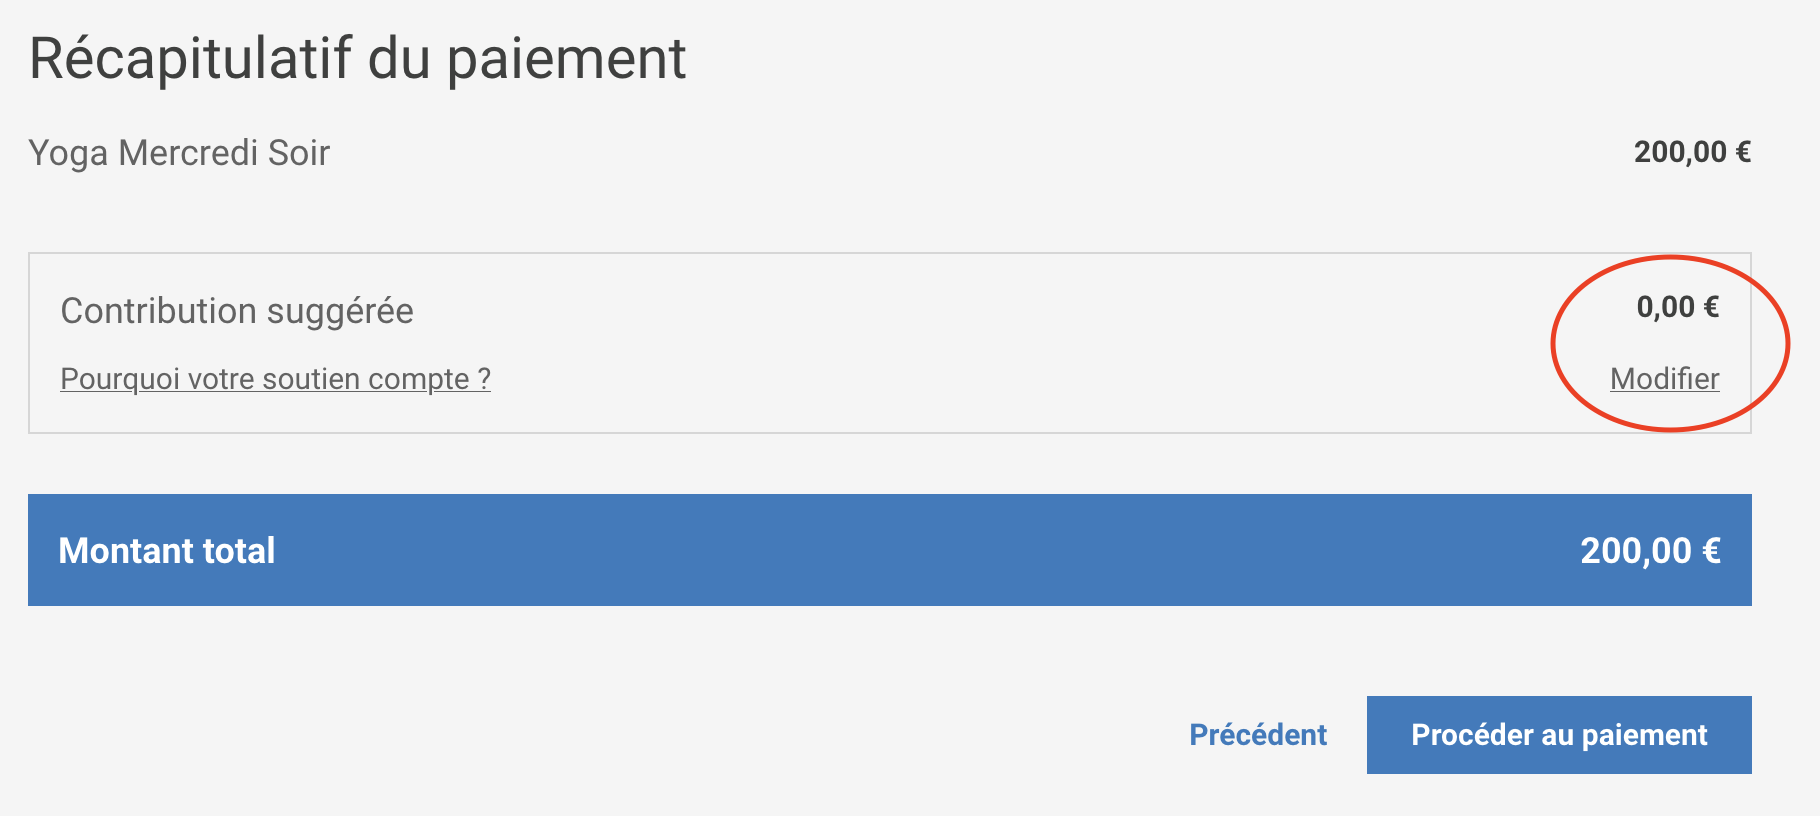 Récapitulatif du paiement
Yoga Mercredi Soir 200,00 €
Contribution suggérée 0,00 €
Pourquoi votre soutien compte ? Modifier
Montant total 200,00 €
Précédent Procéder au paiement